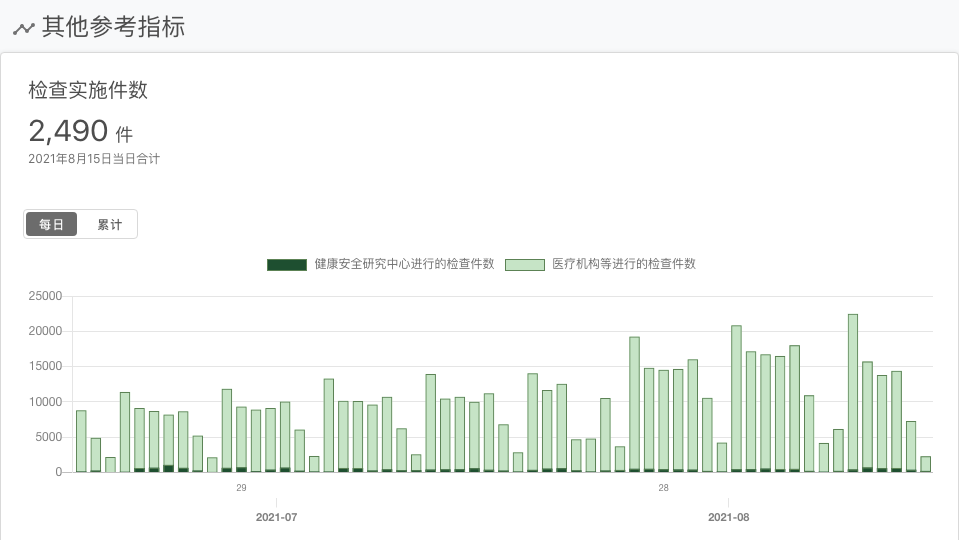 其他参考指标
检查实施件数
2,490 件
2021年8月15日当日合计
每日 累计
健康安全研究中心进行的检查件数 医疗机构等进行的检查件数
25000
20000
15000
10000
5000
0
29 28
2021-07 2021-08